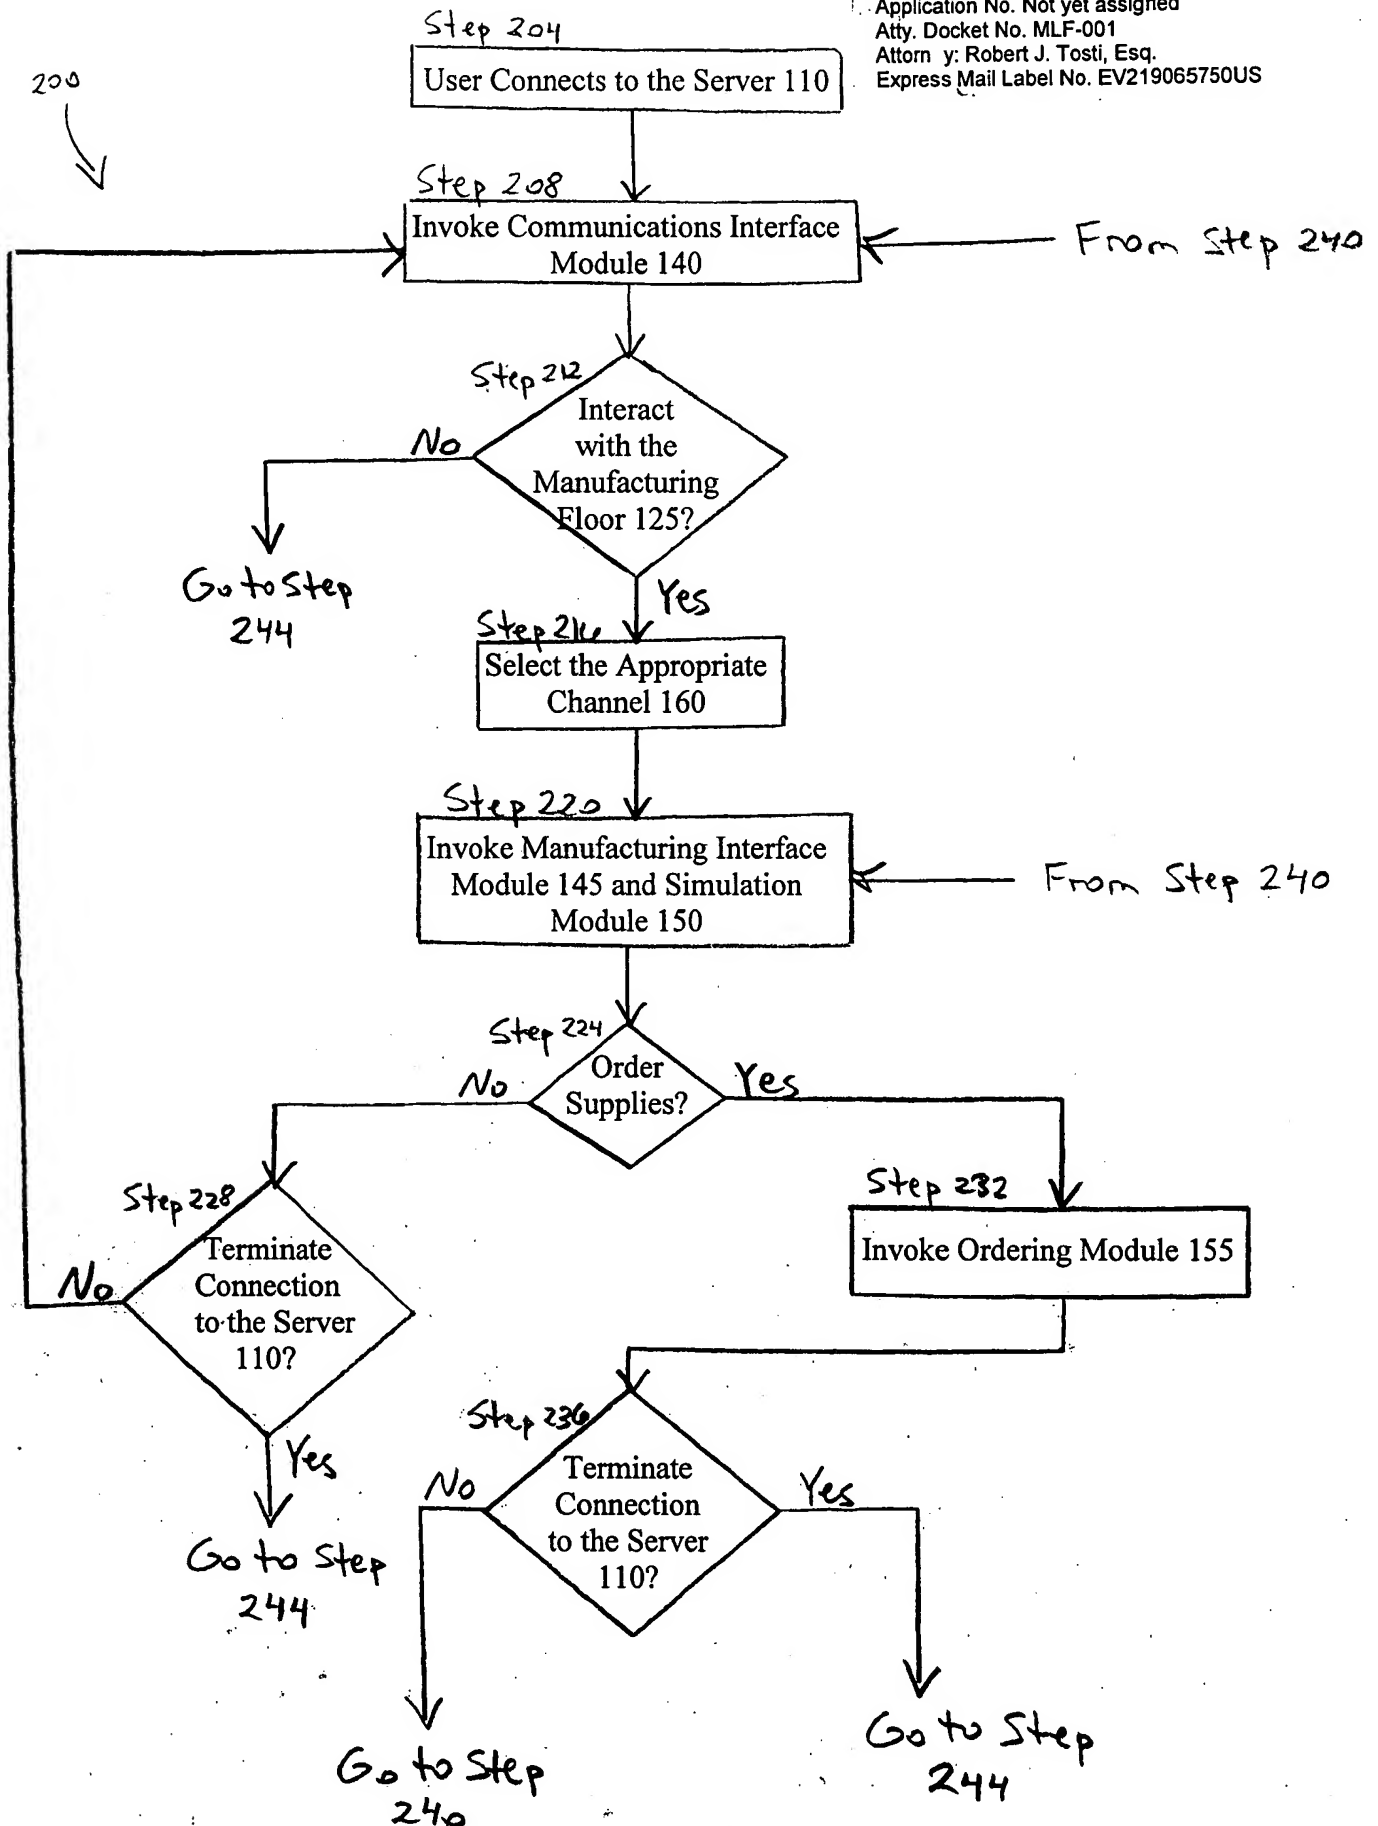 Application No. Not yet assigned
Atty. Docket No. MLF-001
Attorn y: Robert J. Tosti, Esq.
Express Mail Label No. EV219065750US
200
Step 204
User Connects to the Server 110
Step 208
Invoke Communications Interface
Module 140
From Step 240
Step 212
Interact
with the
Manufacturing
Floor 125?
No
Go to Step
244
Yes
Step 216
Select the Appropriate
Channel 160
Step 220
Invoke Manufacturing Interface
Module 145 and Simulation
Module 150
From Step 240
Step 224
Order
Supplies?
No
Yes
Step 228
Terminate
Connection
to the Server
110?
No
Yes
Go to Step
244
Step 232
Invoke Ordering Module 155
Step 236
Terminate
Connection
to the Server
110?
No
Yes
Go to Step
240
Go to Step
244